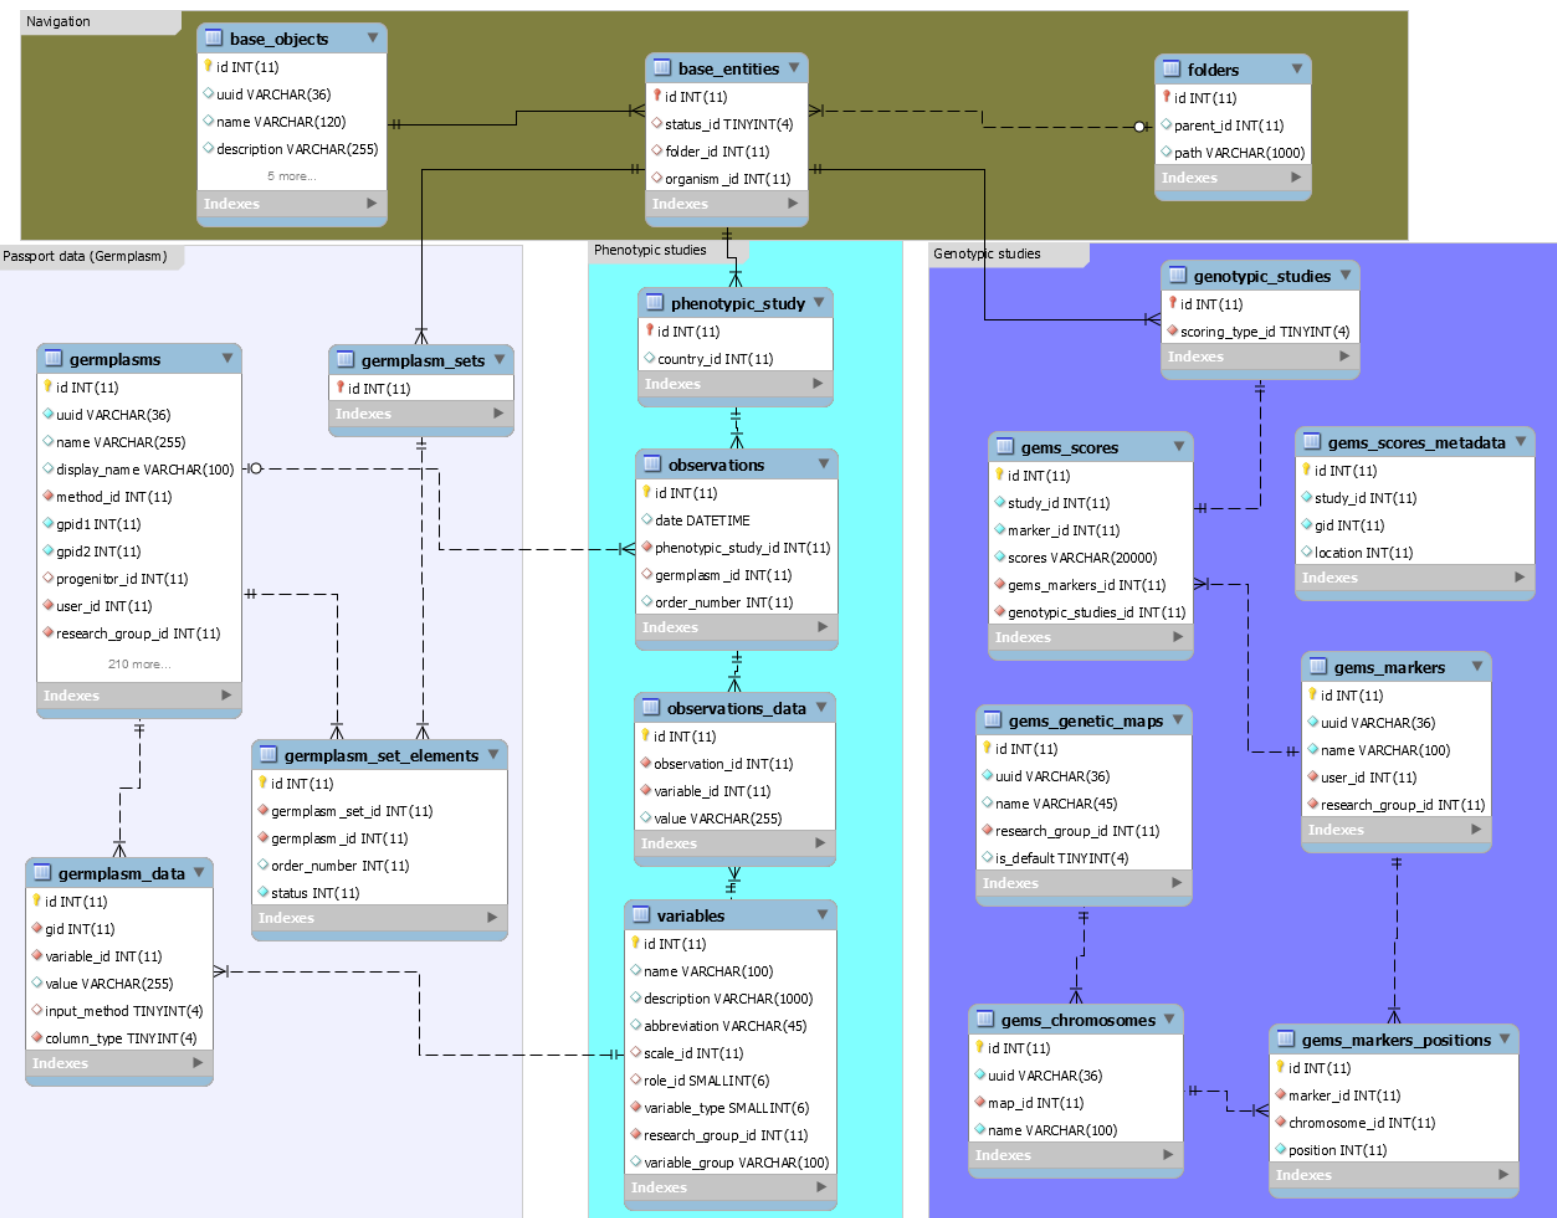 Navigation
base_objects
id INT(11)
uuid VARCHAR(36)
name VARCHAR(120)
description VARCHAR(255)
5 more...
Indexes
base_entities
id INT(11)
status_id TINYINT(4)
folder_id INT(11)
organism_id INT(11)
Indexes
folders
id INT(11)
parent_id INT(11)
path VARCHAR(1000)
Indexes
Passport data (Germplasm)
germplasms
id INT(11)
uuid VARCHAR(36)
name VARCHAR(255)
display_name VARCHAR(100)
method_id INT(11)
gpid1 INT(11)
gpid2 INT(11)
progenitor_id INT(11)
user_id INT(11)
research_group_id INT(11)
210 more...
Indexes
germplasm_sets
id INT(11)
Indexes
germplasm_set_elements
id INT(11)
germplasm_set_id INT(11)
germplasm_id INT(11)
order_number INT(11)
status INT(11)
Indexes
germplasm_data
id INT(11)
gid INT(11)
variable_id INT(11)
value VARCHAR(255)
input_method TINYINT(4)
column_type TINYINT(4)
Indexes
Phenotypic studies
phenotypic_study
id INT(11)
country_id INT(11)
Indexes
observations
id INT(11)
date DATETIME
phenotypic_study_id INT(11)
germplasm_id INT(11)
order_number INT(11)
Indexes
observations_data
id INT(11)
observation_id INT(11)
variable_id INT(11)
value VARCHAR(255)
Indexes
variables
id INT(11)
name VARCHAR(100)
description VARCHAR(1000)
abbreviation VARCHAR(45)
scale_id INT(11)
role_id SMALLINT(6)
variable_type SMALLINT(6)
research_group_id INT(11)
variable_group VARCHAR(100)
Indexes
Genotypic studies
genotypic_studies
id INT(11)
scoring_type_id TINYINT(4)
Indexes
gems_scores
id INT(11)
study_id INT(11)
marker_id INT(11)
scores VARCHAR(20000)
gems_markers_id INT(11)
genotypic_studies_id INT(11)
Indexes
gems_scores_metadata
id INT(11)
study_id INT(11)
gid INT(11)
location INT(11)
Indexes
gems_markers
id INT(11)
uuid VARCHAR(36)
name VARCHAR(100)
user_id INT(11)
research_group_id INT(11)
Indexes
gems_genetic_maps
id INT(11)
uuid VARCHAR(36)
name VARCHAR(45)
research_group_id INT(11)
is_default TINYINT(4)
Indexes
gems_chromosomes
id INT(11)
uuid VARCHAR(36)
map_id INT(11)
name VARCHAR(100)
Indexes
gems_markers_positions
id INT(11)
marker_id INT(11)
chromosome_id INT(11)
position INT(11)
Indexes